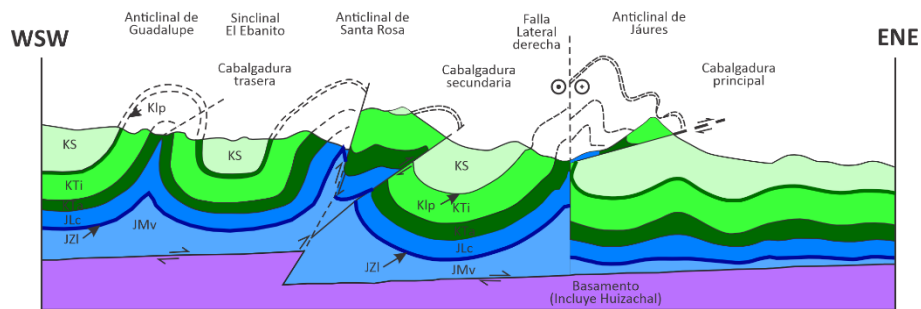 Anticlinal de
Guadalupe
Sinclinal
El Ebanito
Anticlinal de
Santa Rosa
Falla
Lateral
derecha
Anticlinal de
Jáures
WSW
ENE
Cabalgadura
trasera
Cabalgadura
secundaria
Cabalgadura
principal
Klp
KS
KS
KS
KTi
Klp
KTi
JLc
JMv
JLc
JZl
JZl
JMv
Basamento
(Incluye Huizachal)